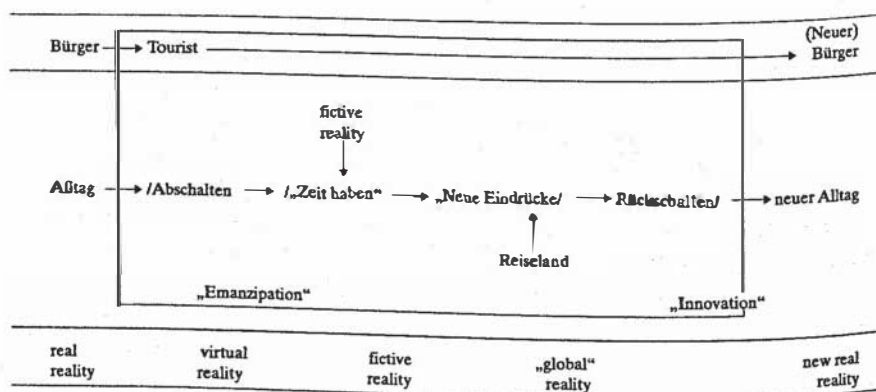 (Neuer)
Bürger Tourist Bürger
fictive
reality
Alltag /Abschalten /„Zeit haben“ „Neue Eindrücke/ Rückschalten/ neuer Alltag
Reiseland
„Emanzipation“ „Innovation“
real virtual fictive „global“ new real
reality reality reality reality reality